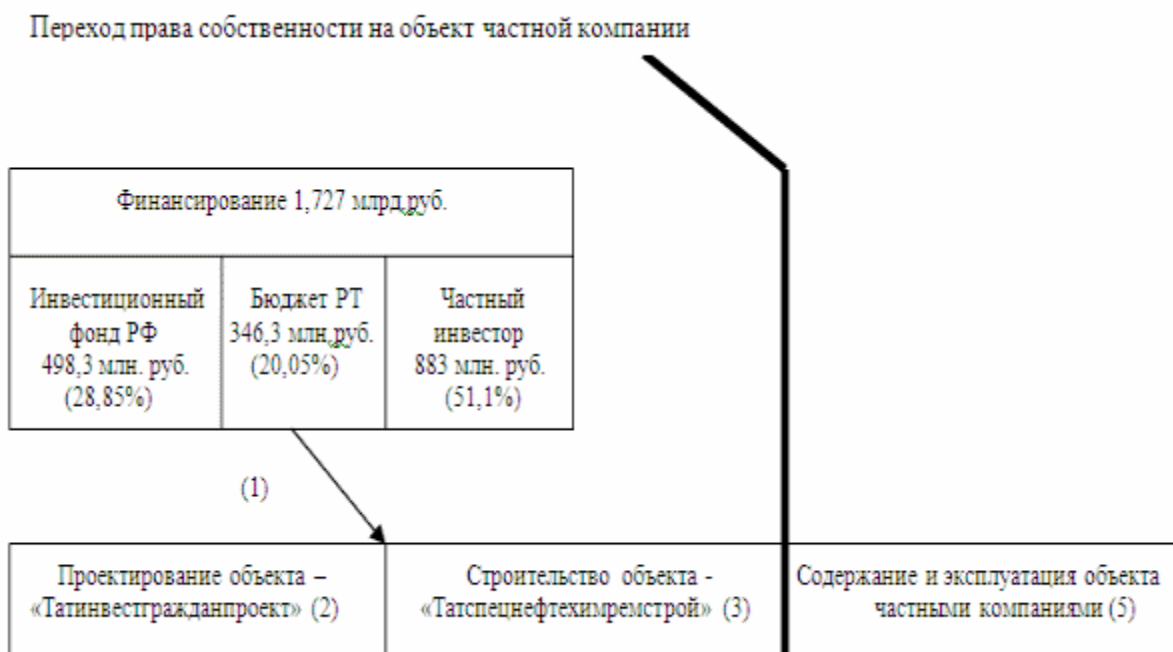 Переход права собственности на объект частной компании
Финансирование 1,727 млрд.руб.
Инвестиционный
фонд РФ
498,3 млн. руб.
(28,85%)
Бюджет РТ
346,3 млн.руб.
(20,05%)
Частный
инвестор
883 млн. руб.
(51,1%)
(1)
Проектирование объекта –
«Татинвестгражданпроект» (2)
Строительство объекта -
«Татспецнефтехимремстрой» (3)
Содержание и эксплуатация объекта
частными компаниями (5)